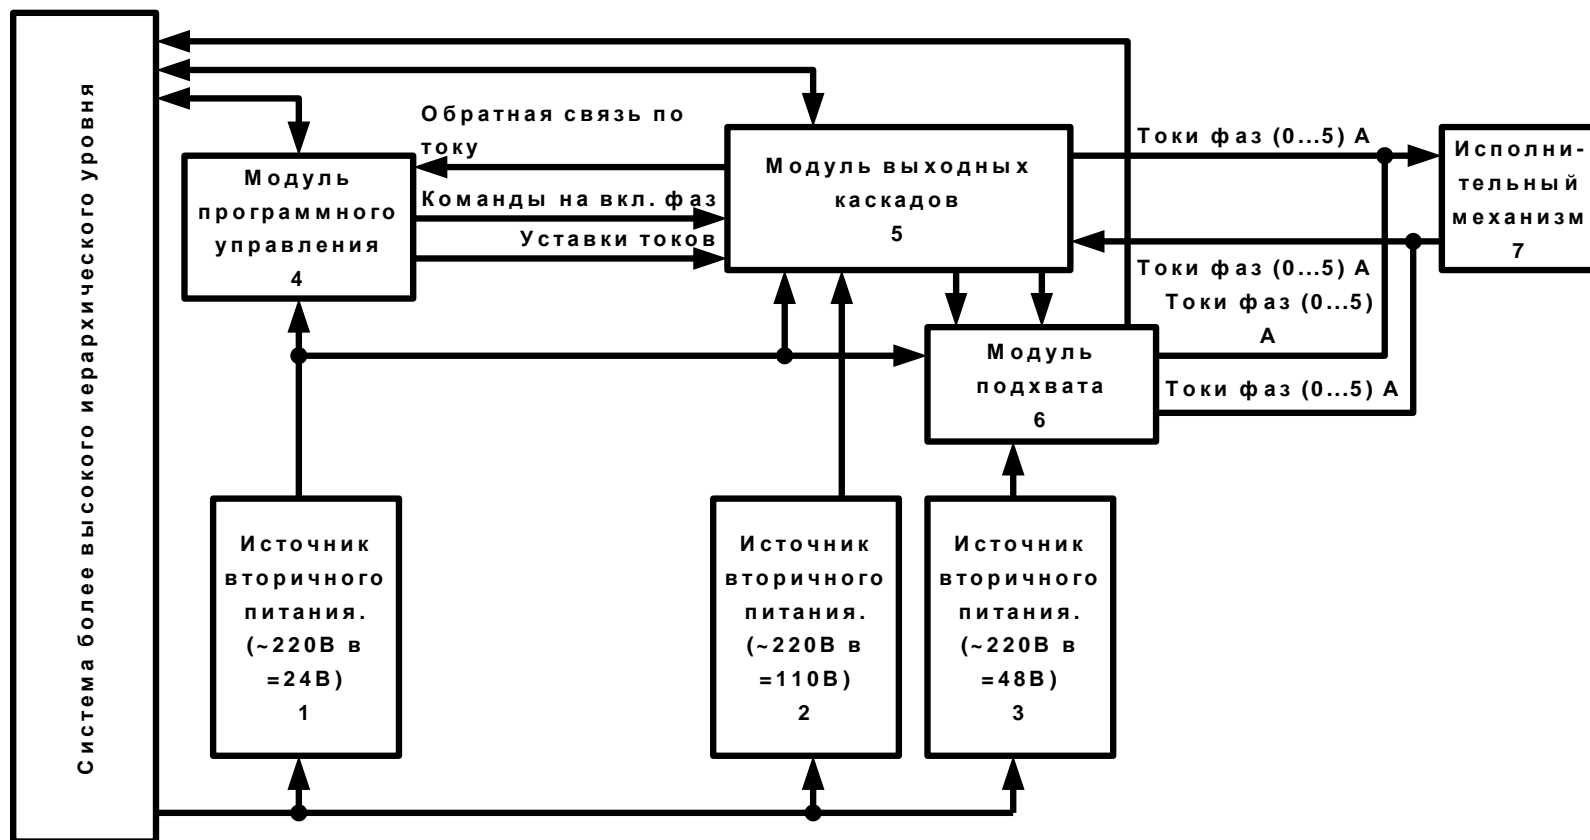 Система более высокого иерархического уровня
Обратная связь по
току
Модуль
программного
управления
4
Команды на вкл. фаз
Уставки токов
Модуль выходных
каскадов
5
Токи фаз (0...5) А
Исполни-
тельный
механизм
7
Токи фаз (0...5) А
Токи фаз (0...5)
А
Модуль
подхвата
6
Токи фаз (0...5) А
Источник
вторичного
питания.
(~220В в
=24В)
1
Источник
вторичного
питания.
(~220В в
=110В)
2
Источник
вторичного
питания.
(~220В в
=48В)
3